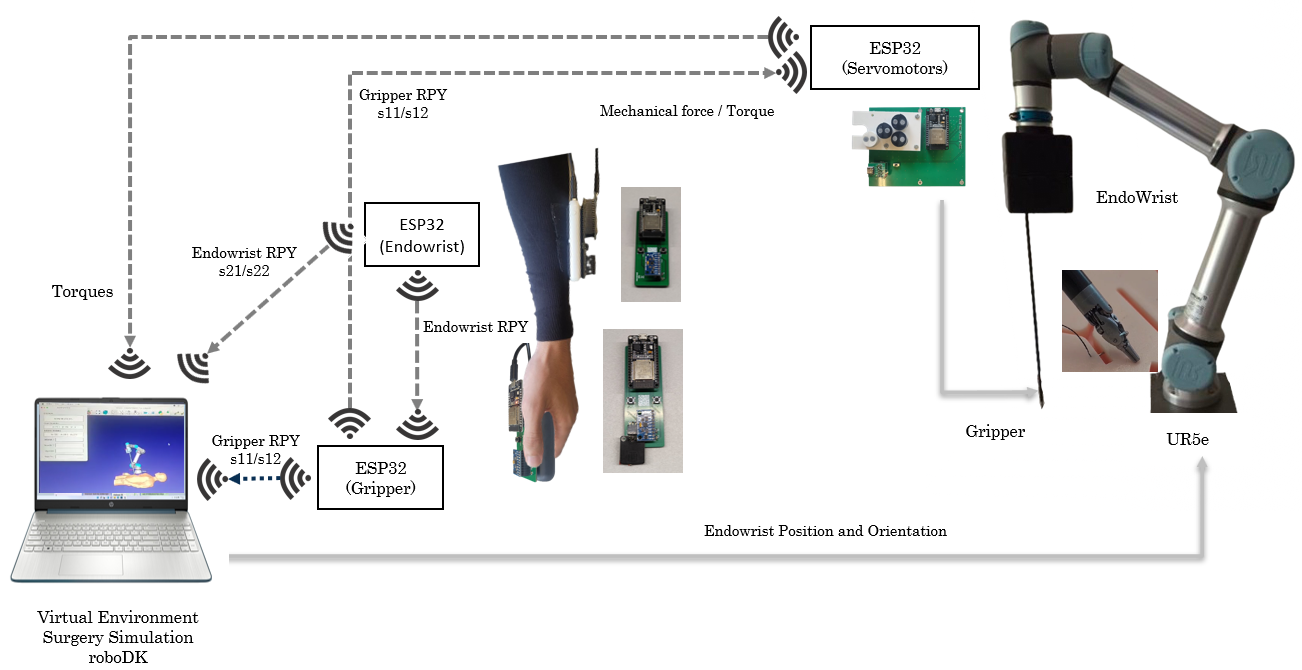 ESP32
(Servomotors)
Gripper RPY
s11/s12
Mechanical force / Torque
EndoWrist
ESP32
(Endowrist)
Endowrist RPY
s21/s22
Torques
Endowrist RPY
Gripper
UR5e
Gripper RPY
s11/s12
ESP32
(Gripper)
Endowrist Position and Orientation
Virtual Environment
Surgery Simulation
roboDK